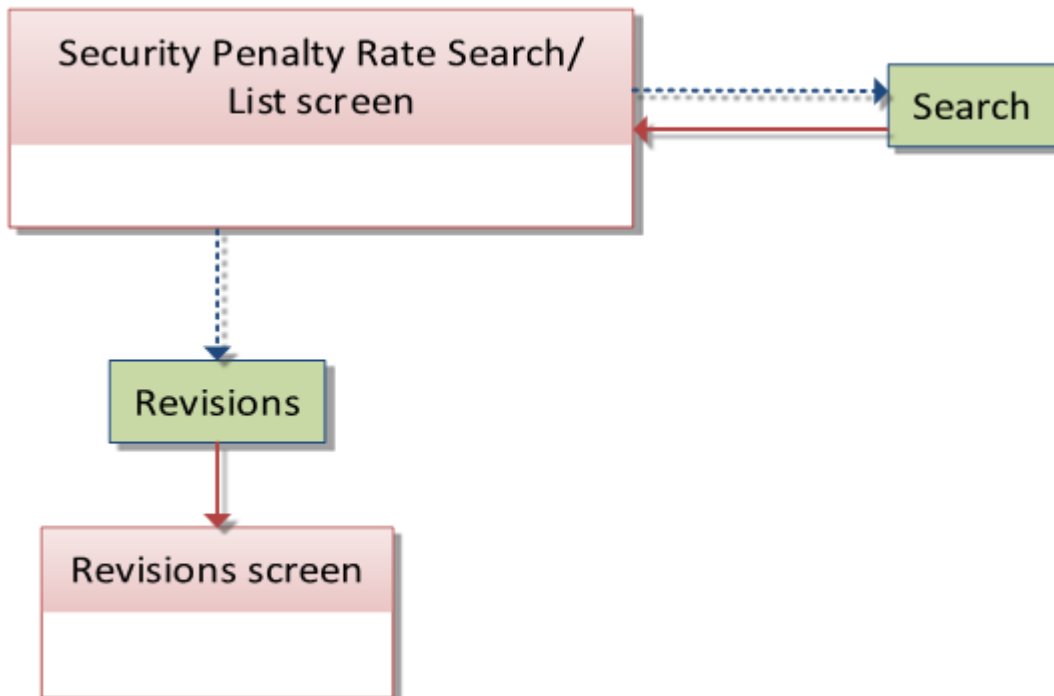 Security Penalty Rate Search/
List screen
Search
Revisions
Revisions screen